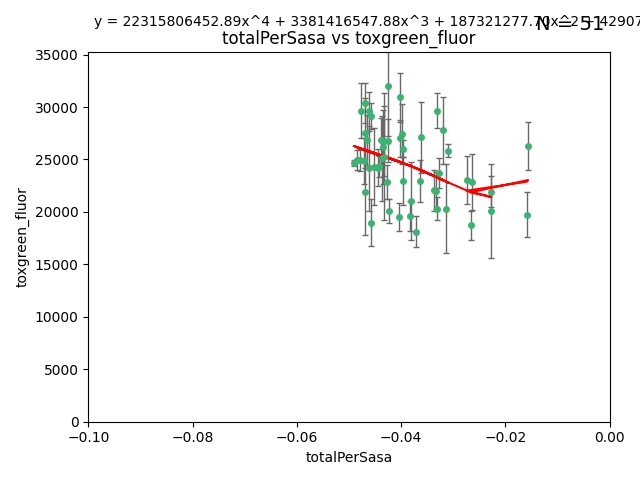 y = 22315806452.89x^4 + 3381416547.88x^3 + 187321277.70x^2 + 42907
N = 51
totalPerSasa vs toxgreen_fluor
35000
30000
25000
20000
15000
10000
5000
0
toxgreen_fluor
−0.10
−0.08
−0.06
−0.04
−0.02
0.00
totalPerSasa